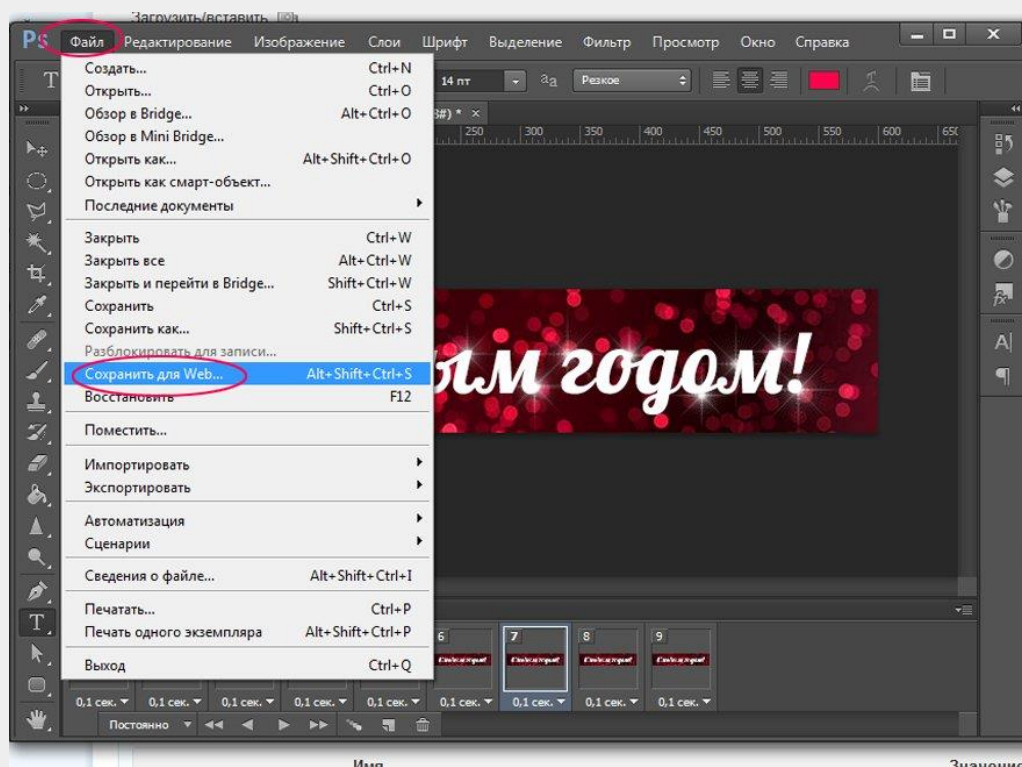 Загрузить/вставить
Ps Файл Редактирование Изображение Слои Шрифт Выделение Фильтр Просмотр Окно Справка
T 14 пт aа Резкое
Создать... Ctrl+N
Открыть... Ctrl+O
Обзор в Bridge... Alt+Ctrl+O
Обзор в Mini Bridge...
Открыть как... Alt+Shift+Ctrl+O
Открыть как смарт-объект...
Последние документы
Закрыть Ctrl+W
Закрыть все Alt+Ctrl+W
Закрыть и перейти в Bridge... Shift+Ctrl+W
Сохранить Ctrl+S
Сохранить как... Shift+Ctrl+S
Разблокировать для записи...
Сохранить для Web... Alt+Shift+Ctrl+S
Восстановить F12
Поместить...
Импортировать
Экспортировать
Автоматизация
Сценарии
Сведения о файле... Alt+Shift+Ctrl+I
Печатать... Ctrl+P
Печать одного экземпляра Alt+Shift+Ctrl+P
Выход Ctrl+Q
8#) * ×
250 300 350 400 450 500 550 600 650
ым годом!
6 7 8 9
0,1 сек. 0,1 сек. 0,1 сек. 0,1 сек. 0,1 сек. 0,1 сек. 0,1 сек. 0,1 сек. 0,1 сек.
Постоянно
Имя Значение